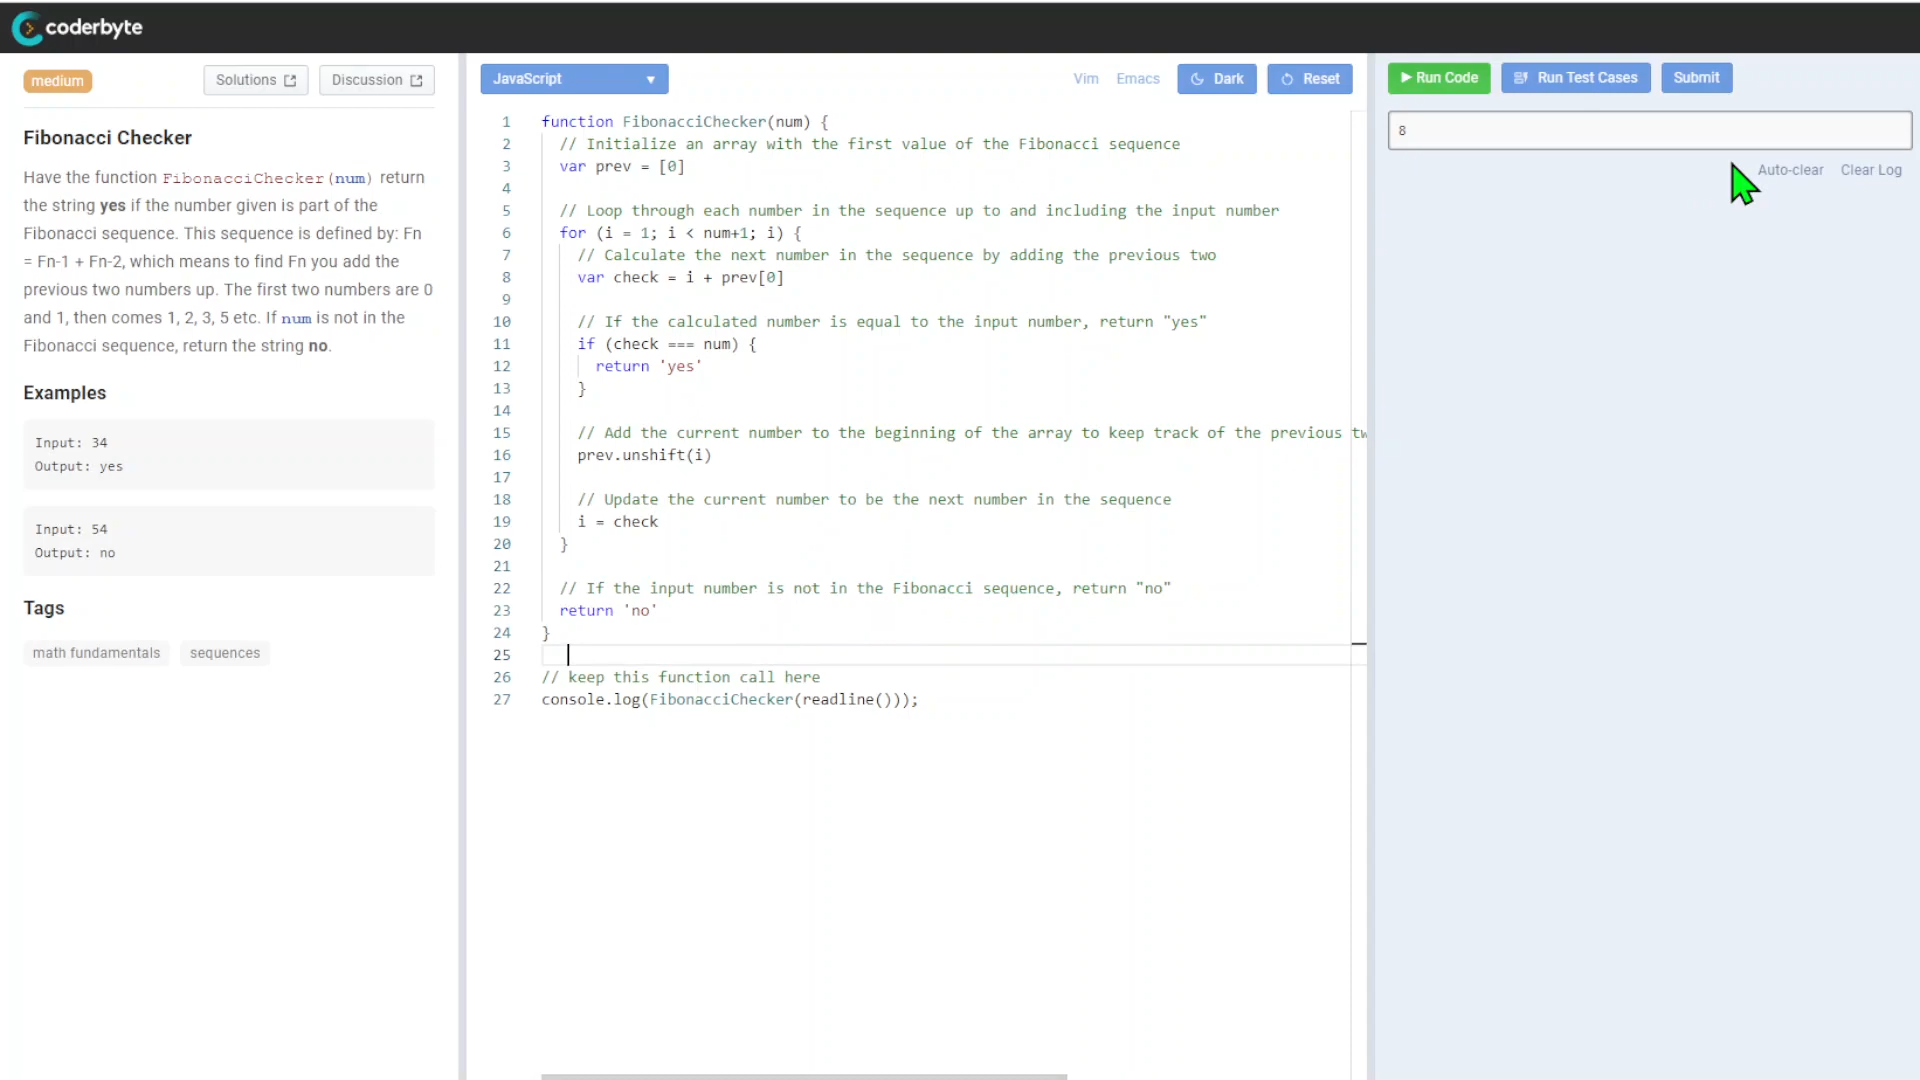 coderbyte
medium
Solutions
Discussion
Fibonacci Checker
Have the function FibonacciChecker(num) return
the string yes if the number given is part of the
Fibonacci sequence. This sequence is defined by: Fn
= Fn-1 + Fn-2, which means to find Fn you add the
previous two numbers up. The first two numbers are 0
and 1, then comes 1, 2, 3, 5 etc. If num is not in the
Fibonacci sequence, return the string no.
Examples
Input: 34
Output: yes
Input: 54
Output: no
Tags
math fundamentals
sequences
JavaScript
Vim
Emacs
Dark
Reset
1 function FibonacciChecker(num) {
2 // Initialize an array with the first value of the Fibonacci sequence
3 var prev = [0]
4
5 // Loop through each number in the sequence up to and including the input number
6 for (i = 1; i < num+1; i) {
7 // Calculate the next number in the sequence by adding the previous two
8 var check = i + prev[0]
9
10 // If the calculated number is equal to the input number, return "yes"
11 if (check === num) {
12 return 'yes'
13 }
14
15 // Add the current number to the beginning of the array to keep track of the previous tw
16 prev.unshift(i)
17
18 // Update the current number to be the next number in the sequence
19 i = check
20 }
21
22 // If the input number is not in the Fibonacci sequence, return "no"
23 return 'no'
24 }
25
26 // keep this function call here
27 console.log(FibonacciChecker(readline()));
Run Code
Run Test Cases
Submit
8
Auto-clear
Clear Log